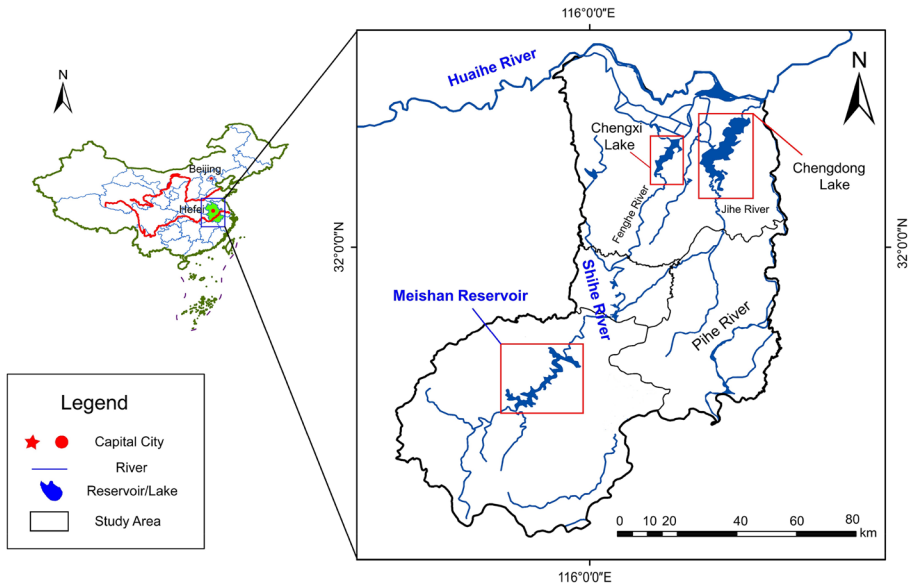 116°0′0″E
N
N
Huaihe River
Chengxi
Lake
Beijing
Chengdong
Lake
Hefei
Fenghe River
Jihe River
32°0′0″N
32°0′0″N
Shihe River
Meishan Reservoir
Pihe River
Legend
Capital City
River
Reservoir/Lake
Study Area
0 10 20 40 60 80
km
116°0′0″E